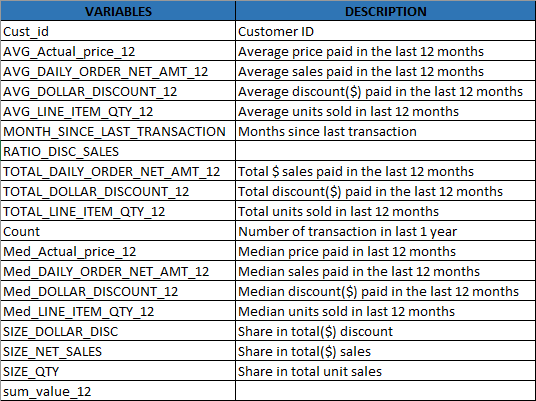 VARIABLES DESCRIPTION
Cust_id Customer ID
AVG_Actual_price_12 Average price paid in the last 12 months
AVG_DAILY_ORDER_NET_AMT_12 Average sales paid in the last 12 months
AVG_DOLLAR_DISCOUNT_12 Average discount($) paid in the last 12 months
AVG_LINE_ITEM_QTY_12 Average units sold in last 12 months
MONTH_SINCE_LAST_TRANSACTION Months since last transaction
RATIO_DISC_SALES
TOTAL_DAILY_ORDER_NET_AMT_12 Total $ sales paid in the last 12 months
TOTAL_DOLLAR_DISCOUNT_12 Total discount($) paid in the last 12 months
TOTAL_LINE_ITEM_QTY_12 Total units sold in last 12 months
Count Number of transaction in last 1 year
Med_Actual_price_12 Median price paid in last 12 months
Med_DAILY_ORDER_NET_AMT_12 Median sales paid in the last 12 months
Med_DOLLAR_DISCOUNT_12 Median discount($) paid in the last 12 months
Med_LINE_ITEM_QTY_12 Median units sold in last 12 months
SIZE_DOLLAR_DISC Share in total($) discount
SIZE_NET_SALES Share in total($) sales
SIZE_QTY Share in total unit sales
sum_value_12